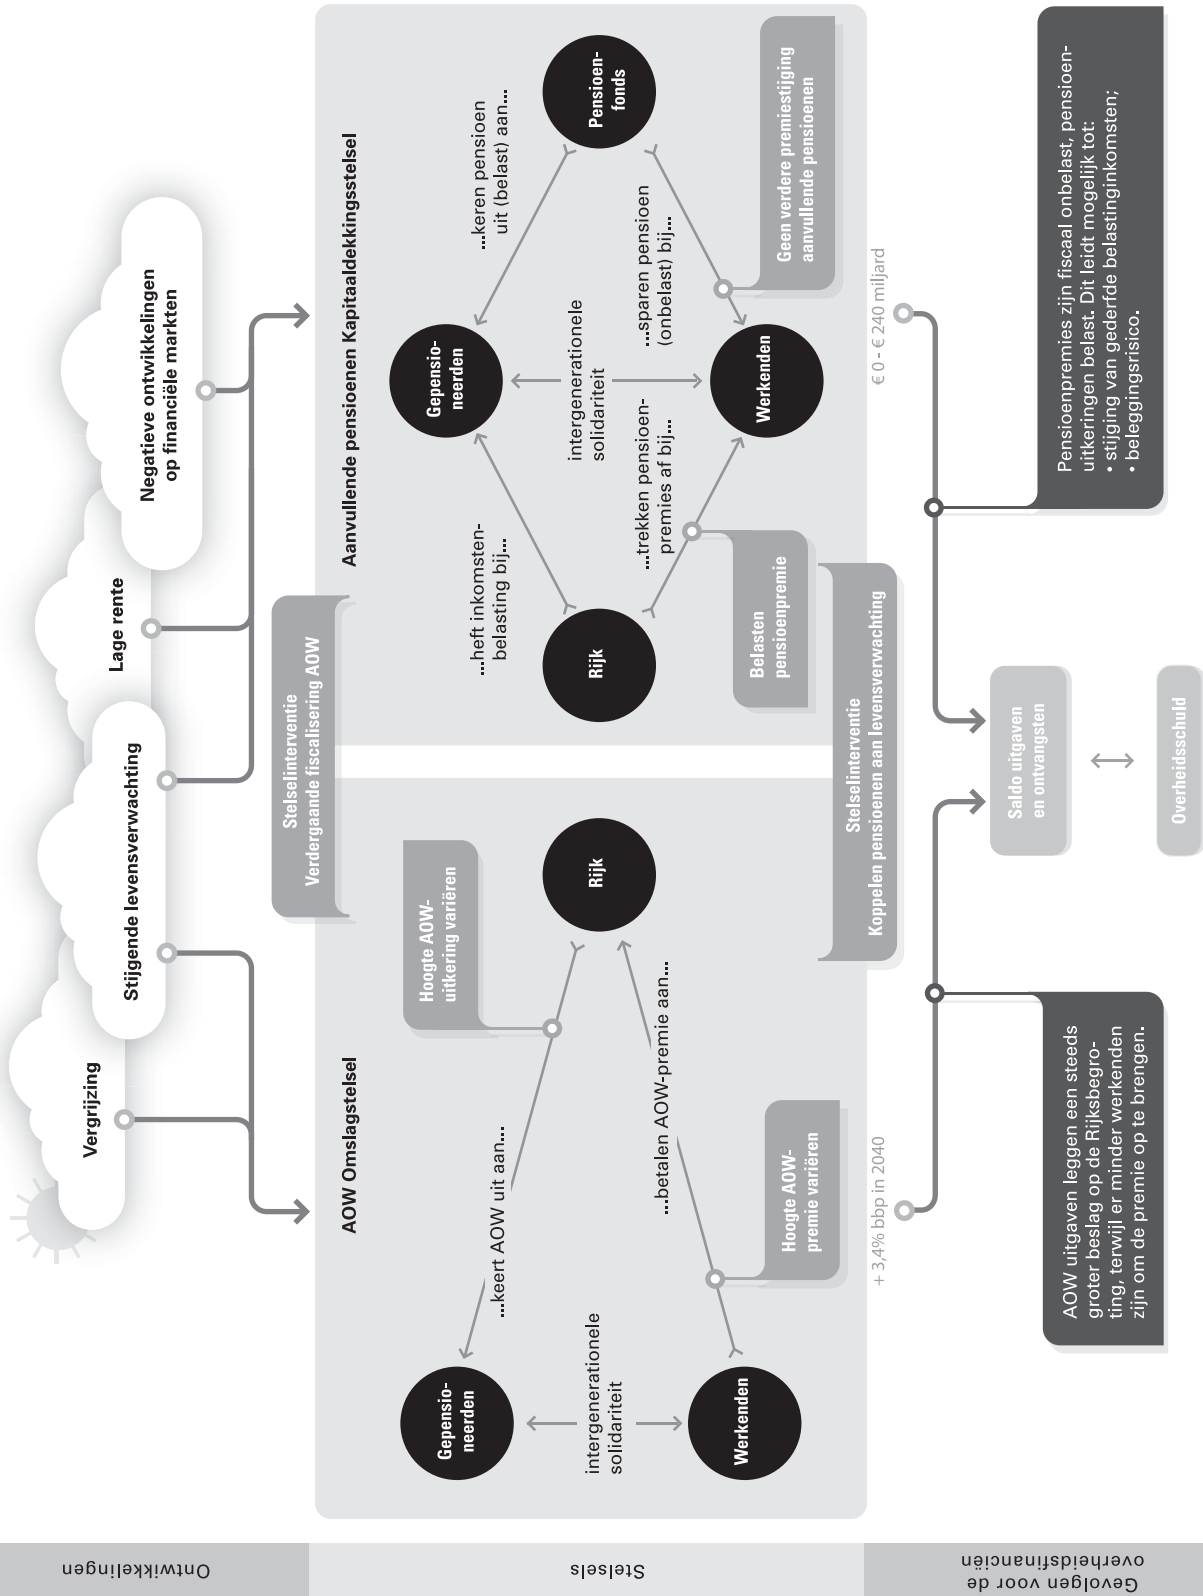 Ontwikkelingen
Vergrijzing
Stijgende levensverwachting
Lage rente
Negatieve ontwikkelingen
op financiële markten
Stelsels
Stelselinterventie
Verdergaande fiscalisering AOW
AOW Omslagstelsel
Gepensio-
neerden
...keert AOW uit aan...
Hoogte AOW-
uitkering variëren
Rijk
intergenerationele
solidariteit
...betalen AOW-premie aan...
Werkenden
Hoogte AOW-
premie variëren
Aanvullende pensioenen Kapitaaldekkingsstelsel
...heft inkomsten-
belasting bij...
Gepensio-
neerden
...keren pensioen
uit (belast) aan...
Rijk
intergenerationele
solidariteit
Pensioen-
fonds
...trekken pensioen-
premies af bij...
...sparen pensioen
(onbelast) bij...
Werkenden
Belasten
pensioenpremie
Geen verdere premiestijging
aanvullende pensioenen
Stelselinterventie
Koppelen pensioenen aan levensverwachting
Gevolgen voor de
overheidsfinanciën
+ 3,4% bbp in 2040
€ 0 - € 240 miljard
AOW uitgaven leggen een steeds
groter beslag op de Rijksbegro-
ting, terwijl er minder werkenden
zijn om de premie op te brengen.
Saldo uitgaven
en ontvangsten
Overheidsschuld
Pensioenpremies zijn fiscaal onbelast, pensioen-
uitkeringen belast. Dit leidt mogelijk tot:
• stijging van gederfde belastinginkomsten;
• beleggingsrisico.